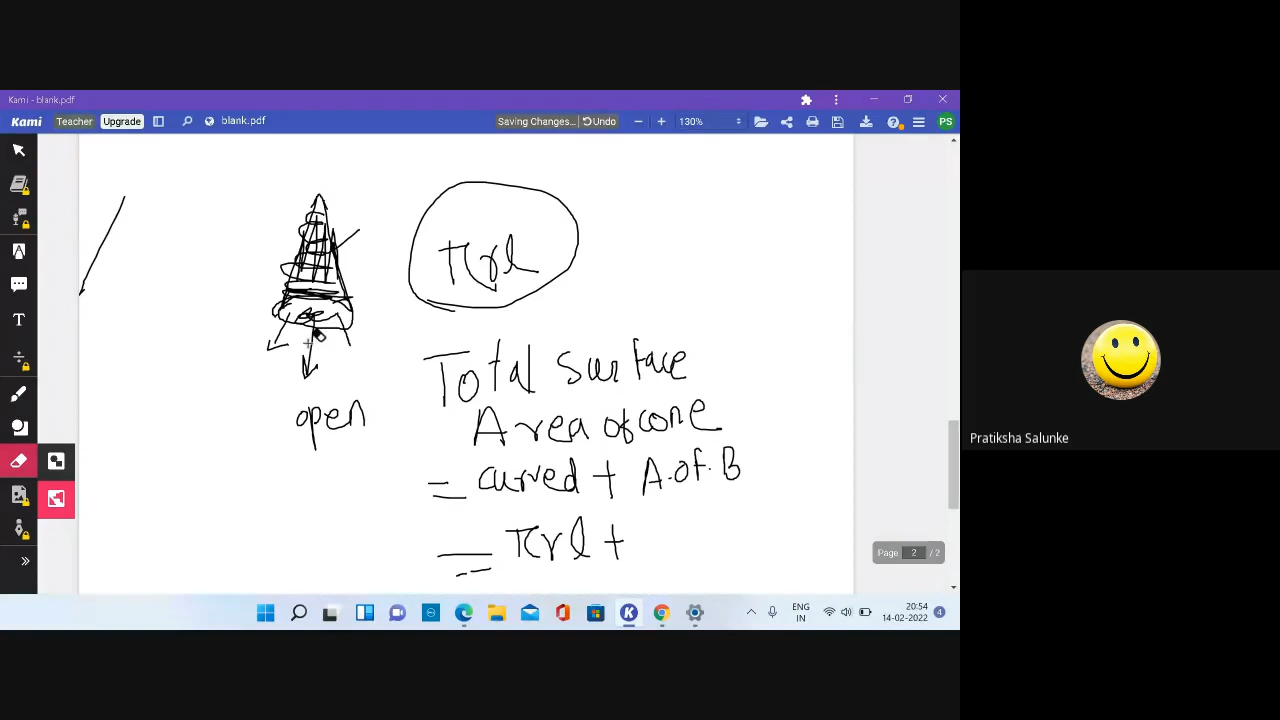 Kami - blank.pdf
Kami Teacher Upgrade blank.pdf Saving Changes... Undo 130% PS
πrl
Total Surface
Area of cone
= curved + A.of.B
= πrl +
open
Pratiksha Salunke
Page 2 / 2
ENG
IN
20:54
14-02-2022
4